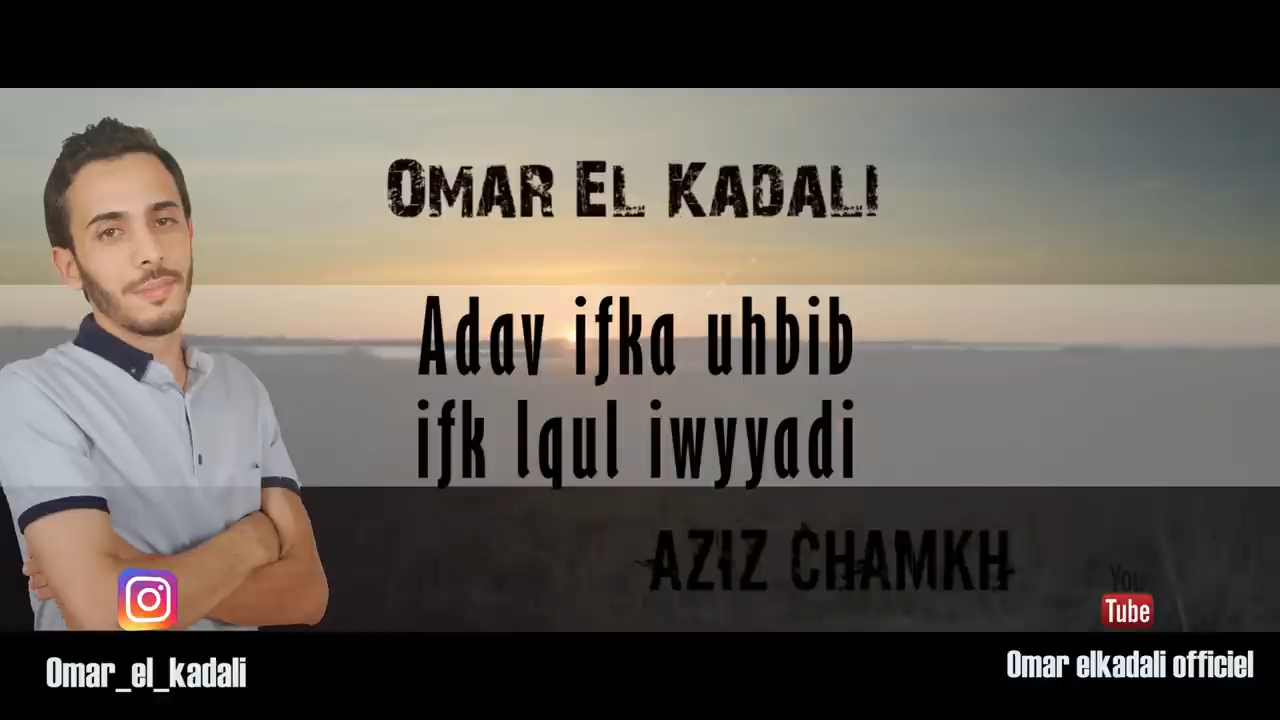 Omar El Kadali
Adav ifka uhbib
ifk lqul iwyyadi
AZIZ CHAMKH
You
Tube
Omar_el_kadali
Omar elkadali officiel